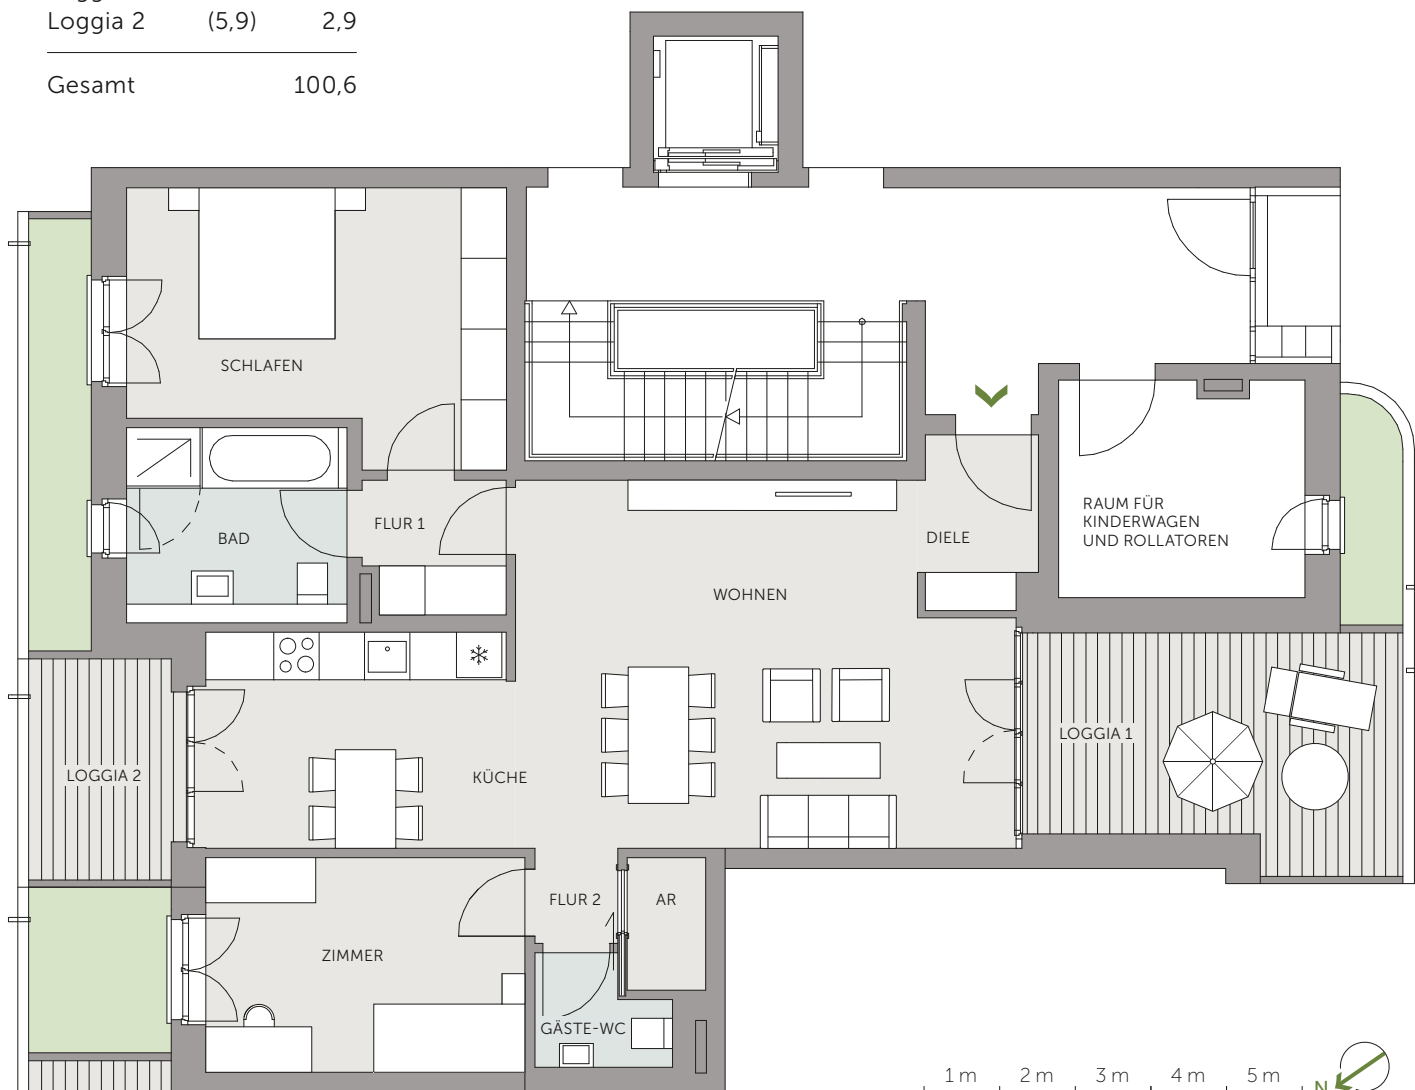 Loggia 2 (5,9) 2,9
Gesamt 100,6
SCHLAFEN
BAD
FLUR 1
DIELE
RAUM FÜR
KINDERWAGEN
UND ROLLATOREN
WOHNEN
LOGGIA 1
LOGGIA 2
KÜCHE
FLUR 2
AR
ZIMMER
GÄSTE-WC
1 m 2 m 3 m 4 m 5 m
N